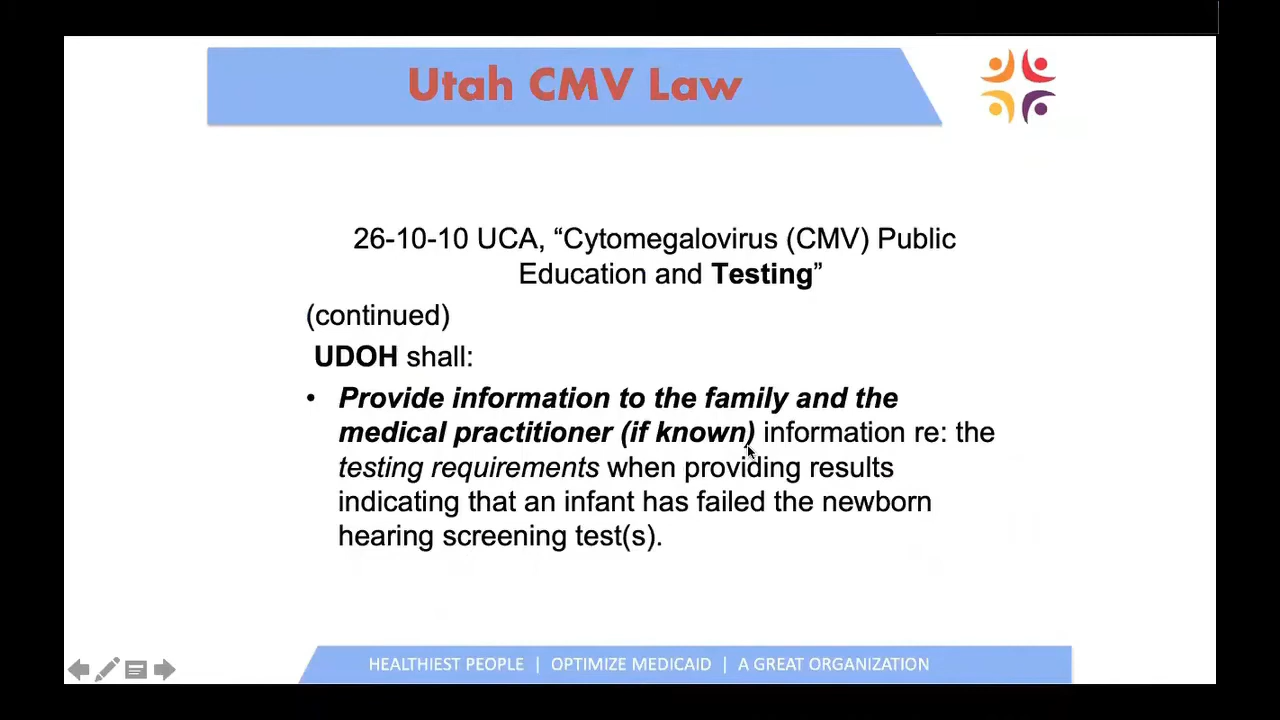 Utah CMV Law
26-10-10 UCA, “Cytomegalovirus (CMV) Public
Education and Testing”
(continued)
UDOH shall:
• Provide information to the family and the
medical practitioner (if known) information re: the
testing requirements when providing results
indicating that an infant has failed the newborn
hearing screening test(s).
HEALTHIEST PEOPLE | OPTIMIZE MEDICAID | A GREAT ORGANIZATION